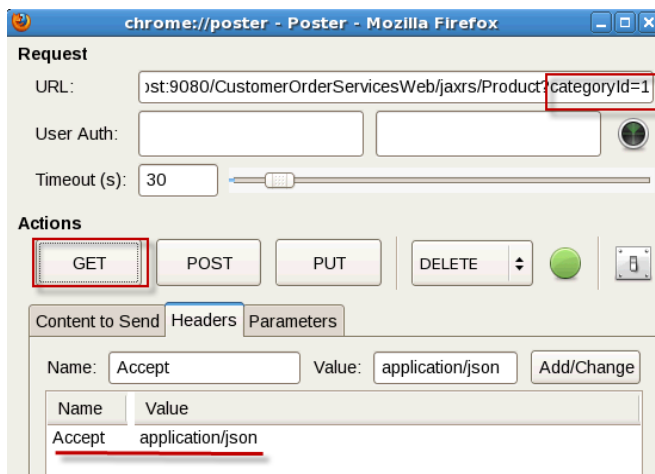 chrome://poster - Poster - Mozilla Firefox
Request
URL: ost:9080/CustomerOrderServicesWeb/jaxrs/Product?categoryId=1
User Auth:
Timeout (s): 30
Actions
GET POST PUT DELETE
Content to Send Headers Parameters
Name: Accept Value: application/json Add/Change
Name Value
Accept application/json